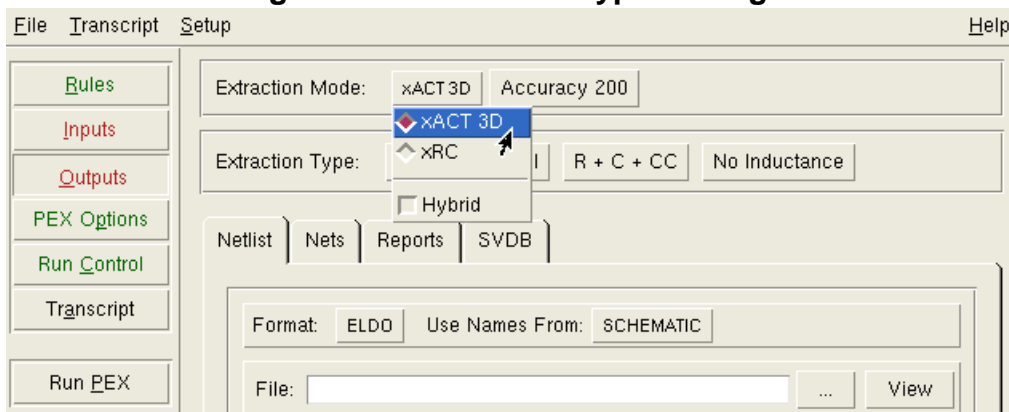 File Transcript Setup Help
Rules
Inputs
Outputs
PEX Options
Run Control
Transcript
Run PEX
Extraction Mode: xACT 3D Accuracy 200
xACT 3D
xRC
Hybrid
Extraction Type: R + C + CC No Inductance
Netlist Nets Reports SVDB
Format: ELDO Use Names From: SCHEMATIC
File: ... View